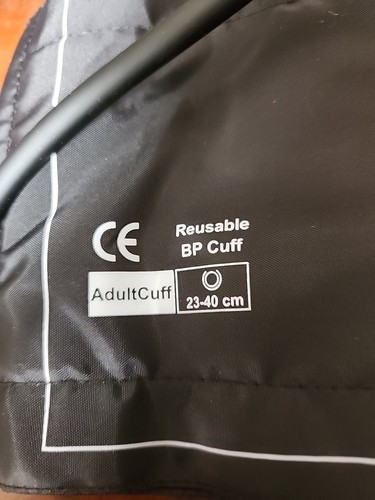 CE
Reusable
BP Cuff
AdultCuff
23-40 cm